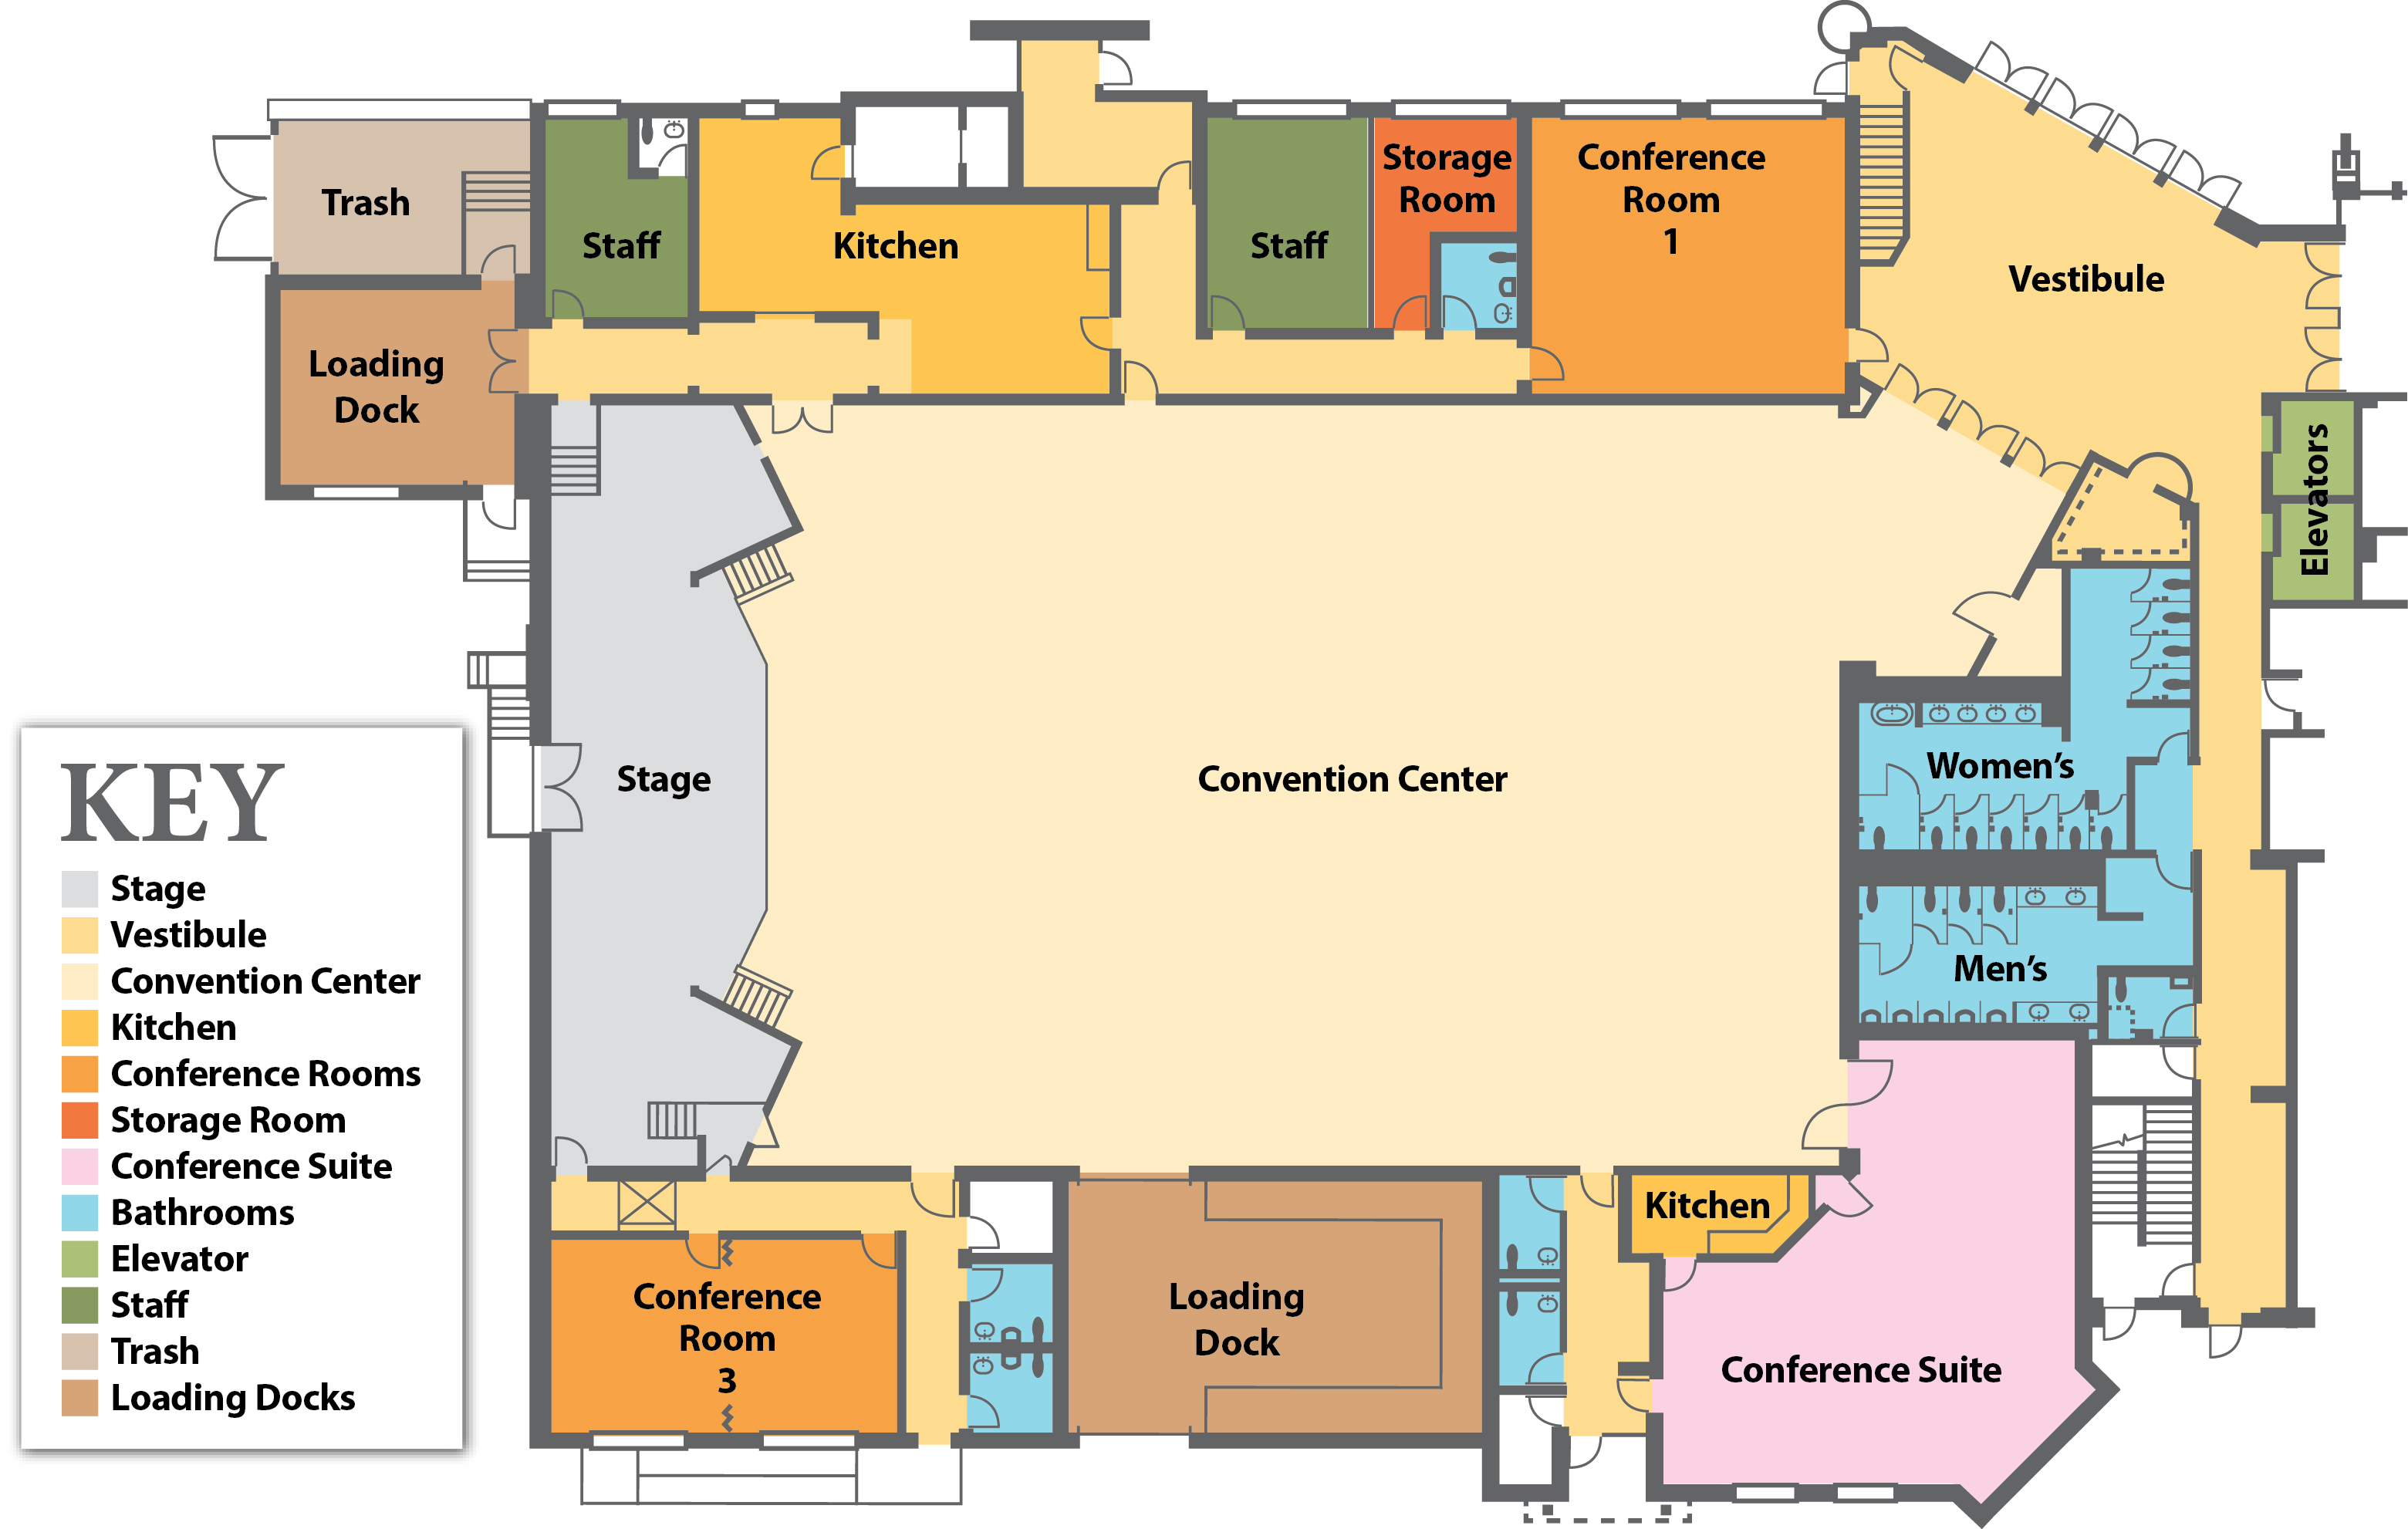 Trash
Staff
Kitchen
Staff
Storage
Room
Conference
Room
1
Vestibule
Loading
Dock
Elevators
Stage
Convention Center
Women's
Men's
Kitchen
Conference
Room
3
Loading
Dock
Conference Suite
KEY
Stage
Vestibule
Convention Center
Kitchen
Conference Rooms
Storage Room
Conference Suite
Bathrooms
Elevator
Staff
Trash
Loading Docks